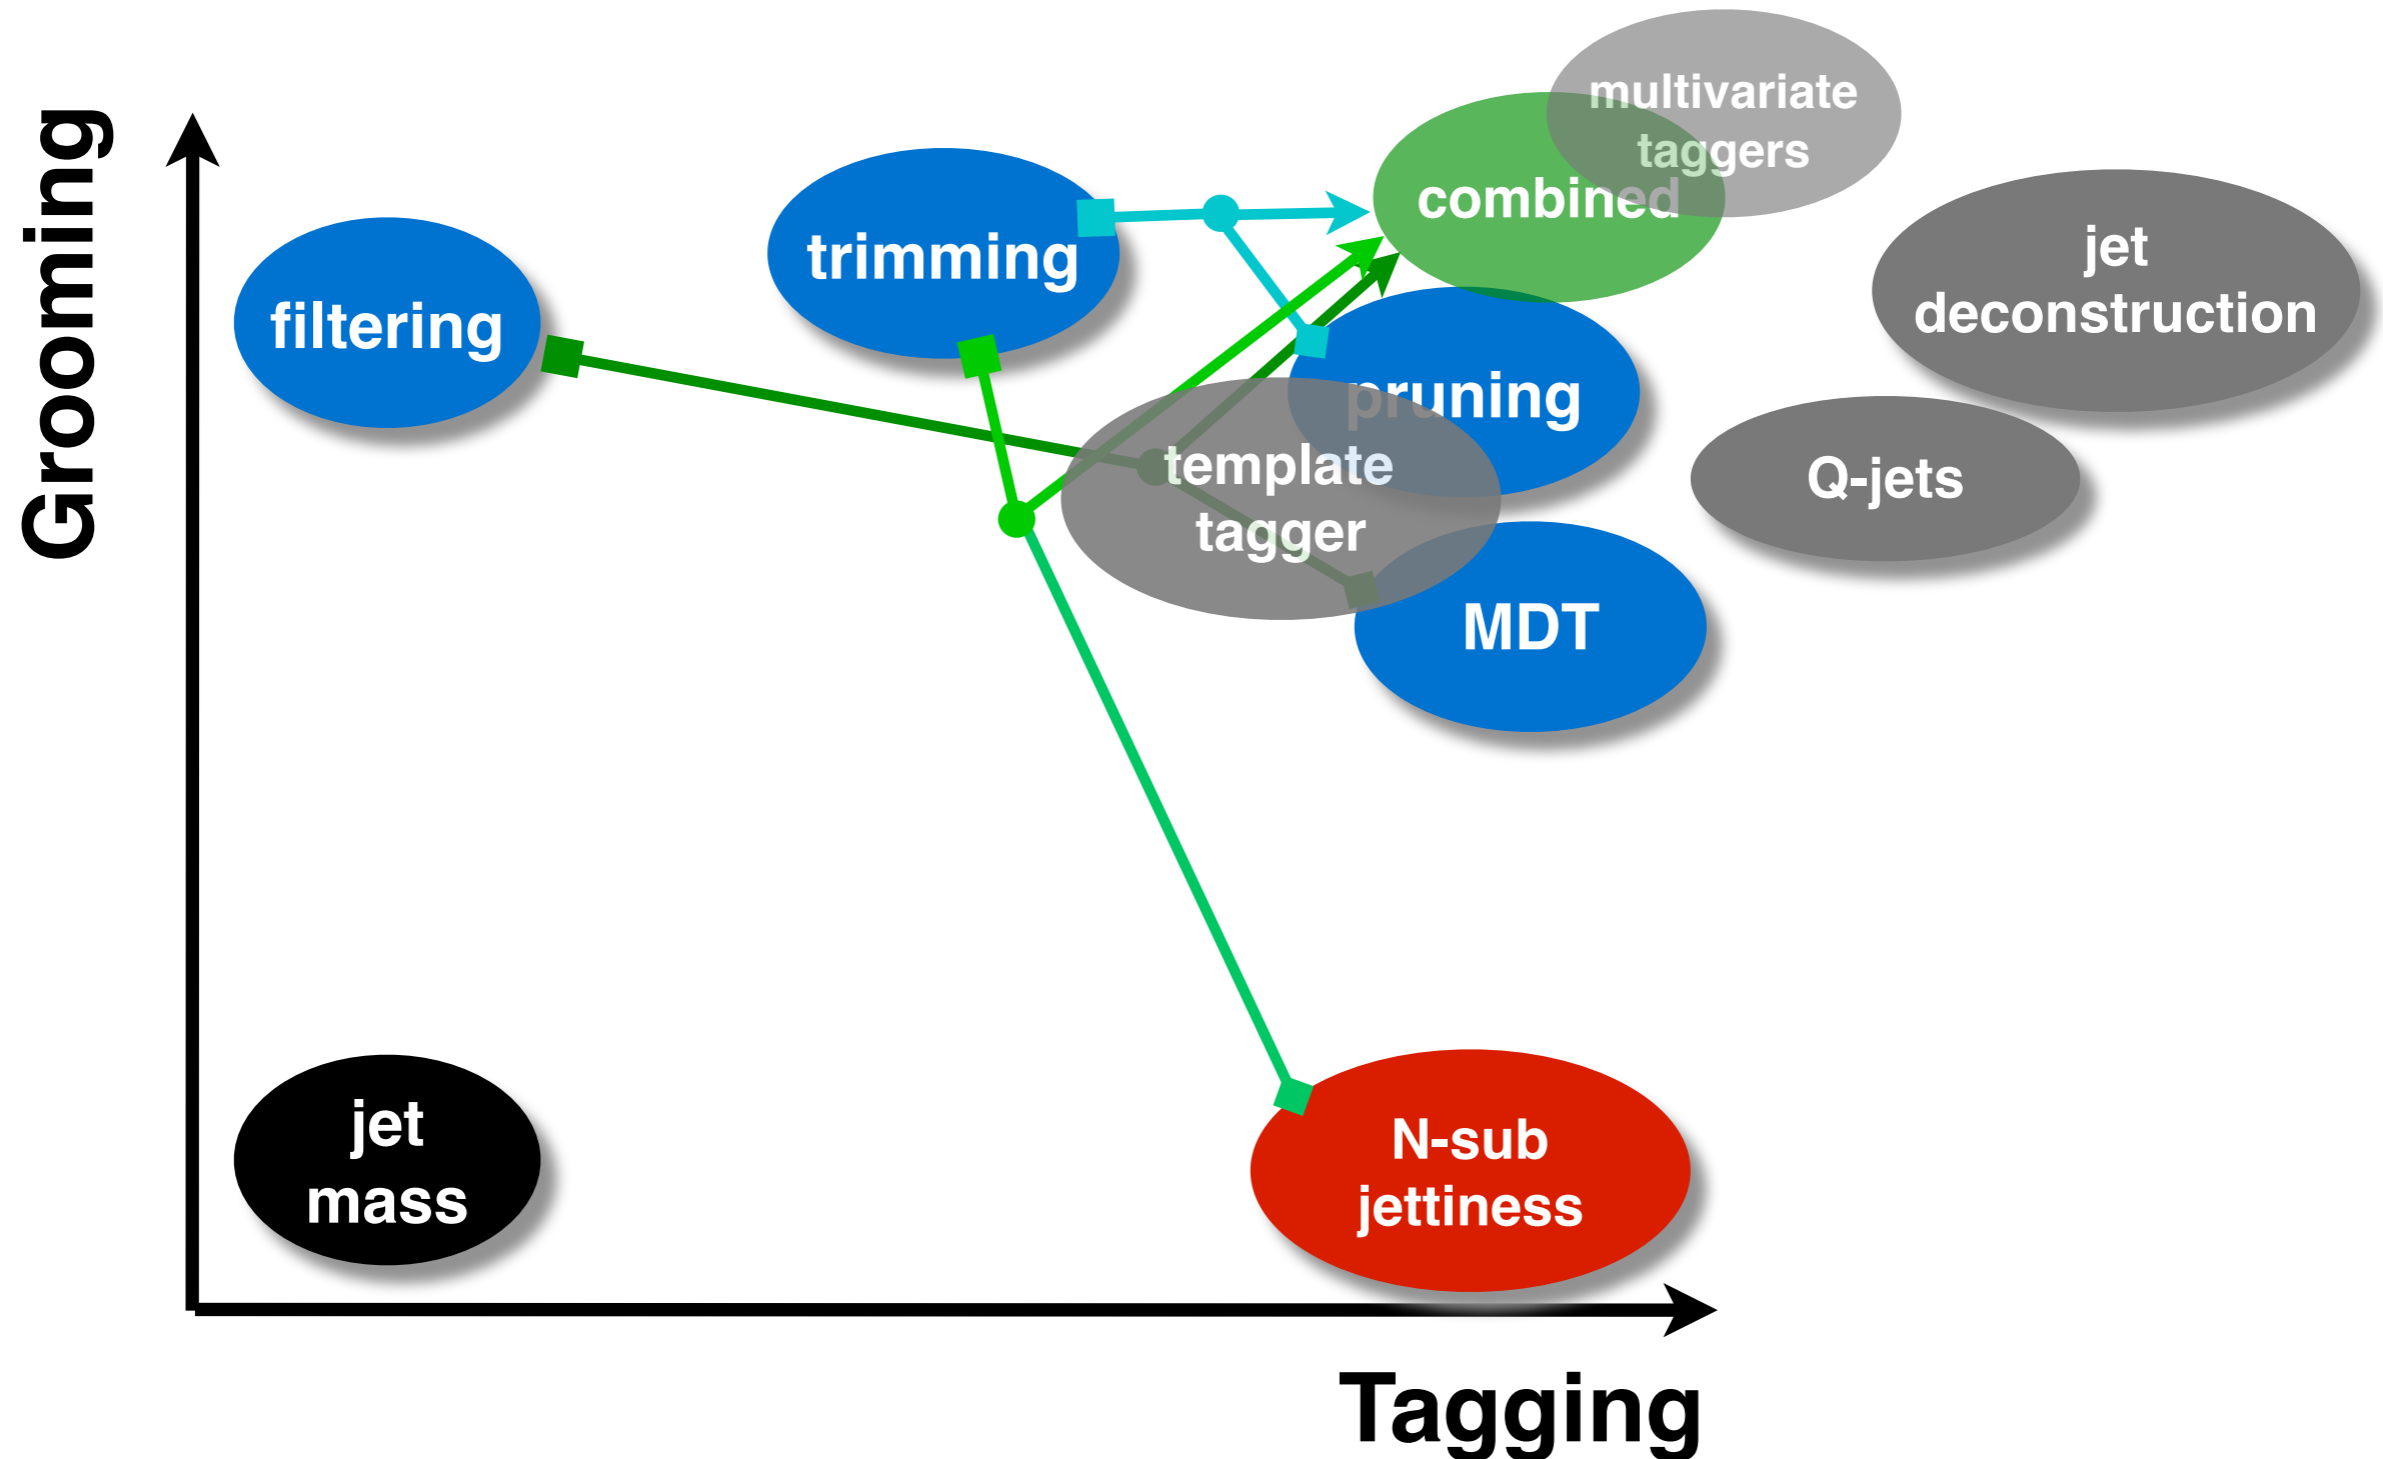 Grooming
multivariate
taggers
combined
trimming
jet
deconstruction
filtering
pruning
template
tagger
Q-jets
MDT
jet
mass
N-sub
jettiness
Tagging